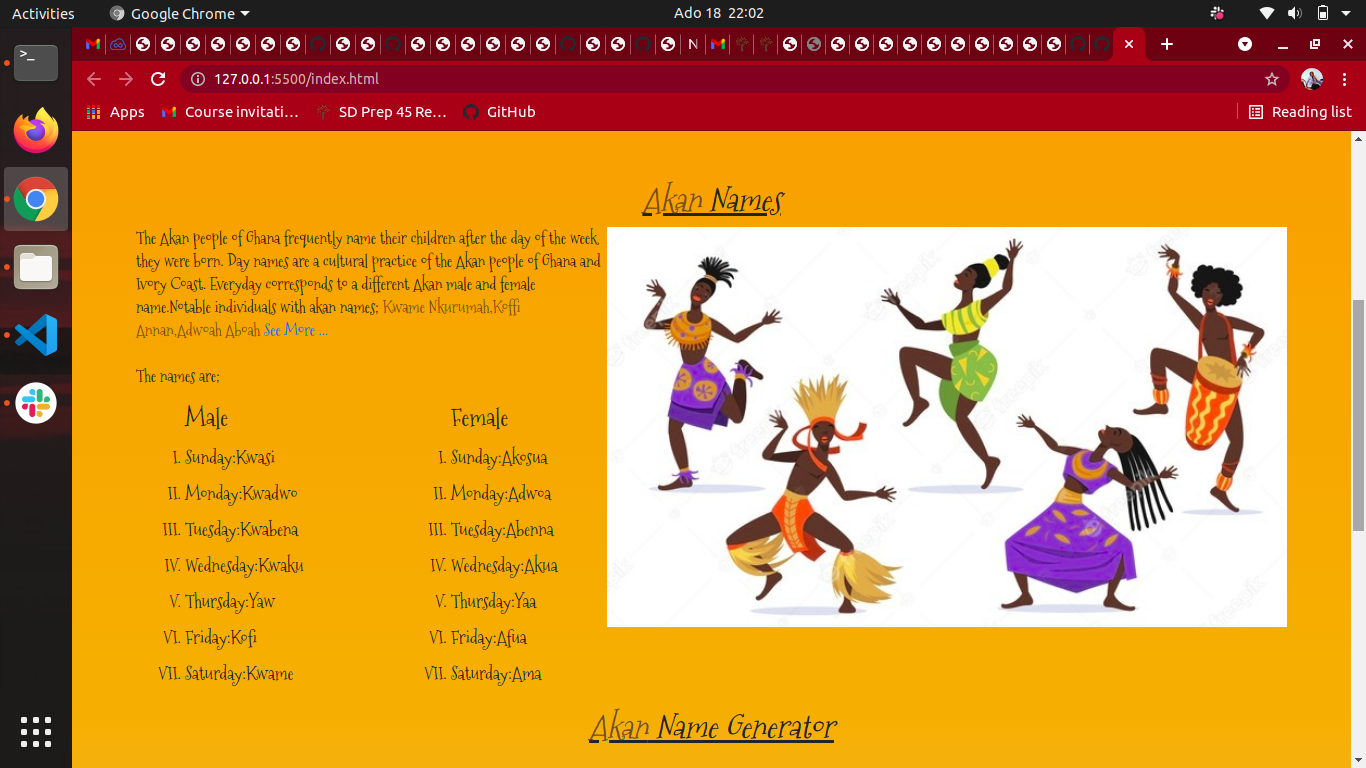 Activities
Google Chrome
Ado 18 22:02
N
127.0.0.1:5500/index.html
Apps
Course invitati…
SD Prep 45 Re…
GitHub
Reading list
Akan Names
The Akan people of Ghana frequently name their children after the day of the week,
they were born. Day names are a cultural practice of the Akan people of Ghana and
Ivory Coast. Everyday corresponds to a different Akan male and female
name.Notable individuals with akan names; Kwame Nkurumah,Koffi
Annan,Adwoah Aboah See More ...
The names are;
Male
I. Sunday:Kwasi
II. Monday:Kwadwo
III. Tuesday:Kwabena
IV. Wednesday:Kwaku
V. Thursday:Yaw
VI. Friday:Kofi
VII. Saturday:Kwame
Female
I. Sunday:Akosua
II. Monday:Adwoa
III. Tuesday:Abenna
IV. Wednesday:Akua
V. Thursday:Yaa
VI. Friday:Afua
VII. Saturday:Ama
Akan Name Generator